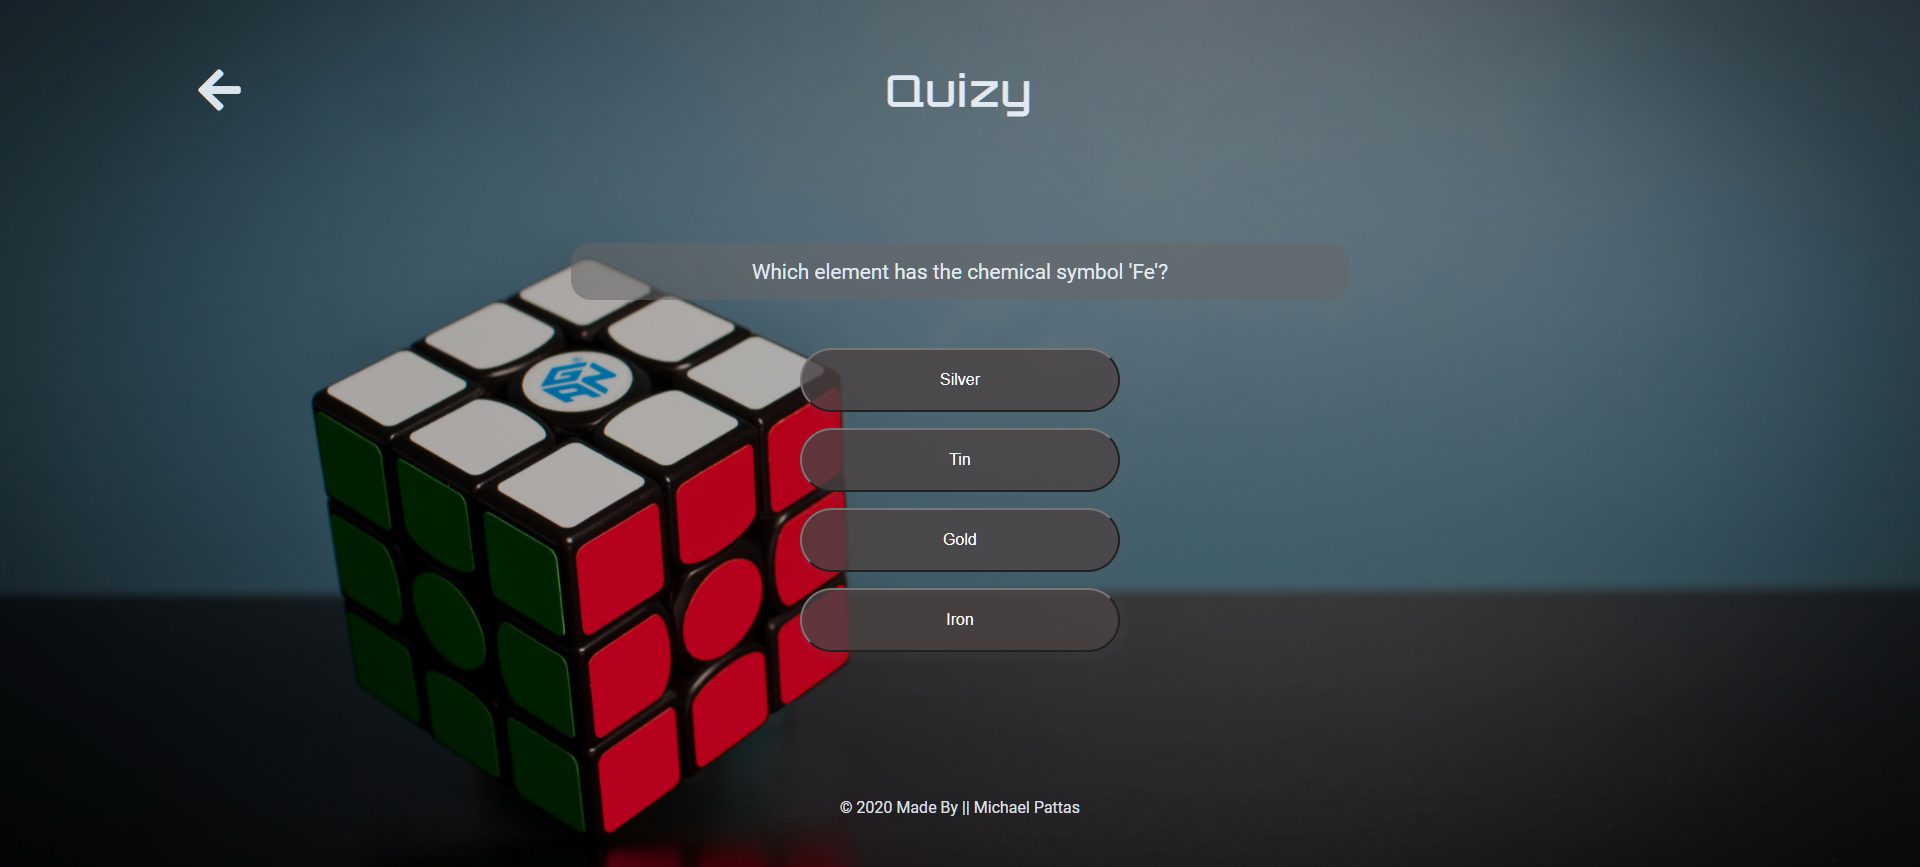 Quizy
Which element has the chemical symbol 'Fe'?
Silver
Tin
Gold
Iron
© 2020 Made By || Michael Pattas